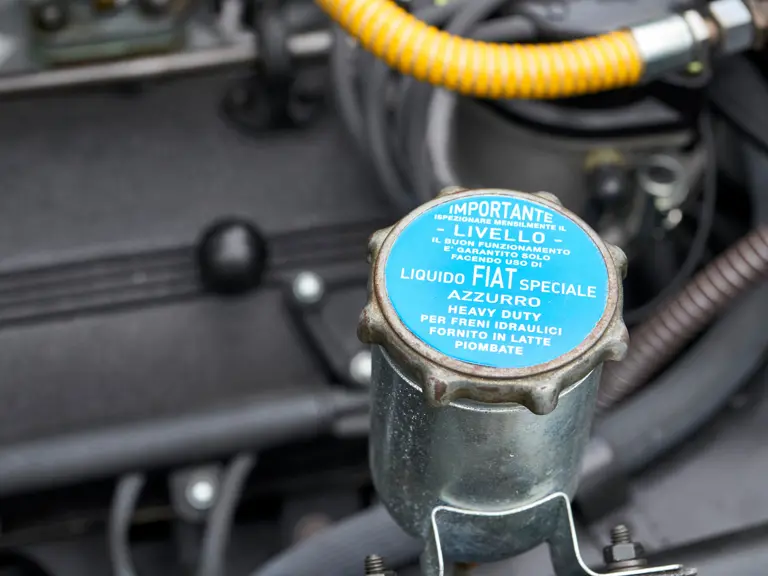 IMPORTANTE
ISPEZIONARE MENSILMENTE IL
- LIVELLO -
IL BUON FUNZIONAMENTO
E' GARANTITO SOLO
FACENDO USO DI
LIQUIDO FIAT SPECIALE
AZZURRO
HEAVY DUTY
PER FRENI IDRAULICI
FORNITO IN LATTE
PIOMBATE